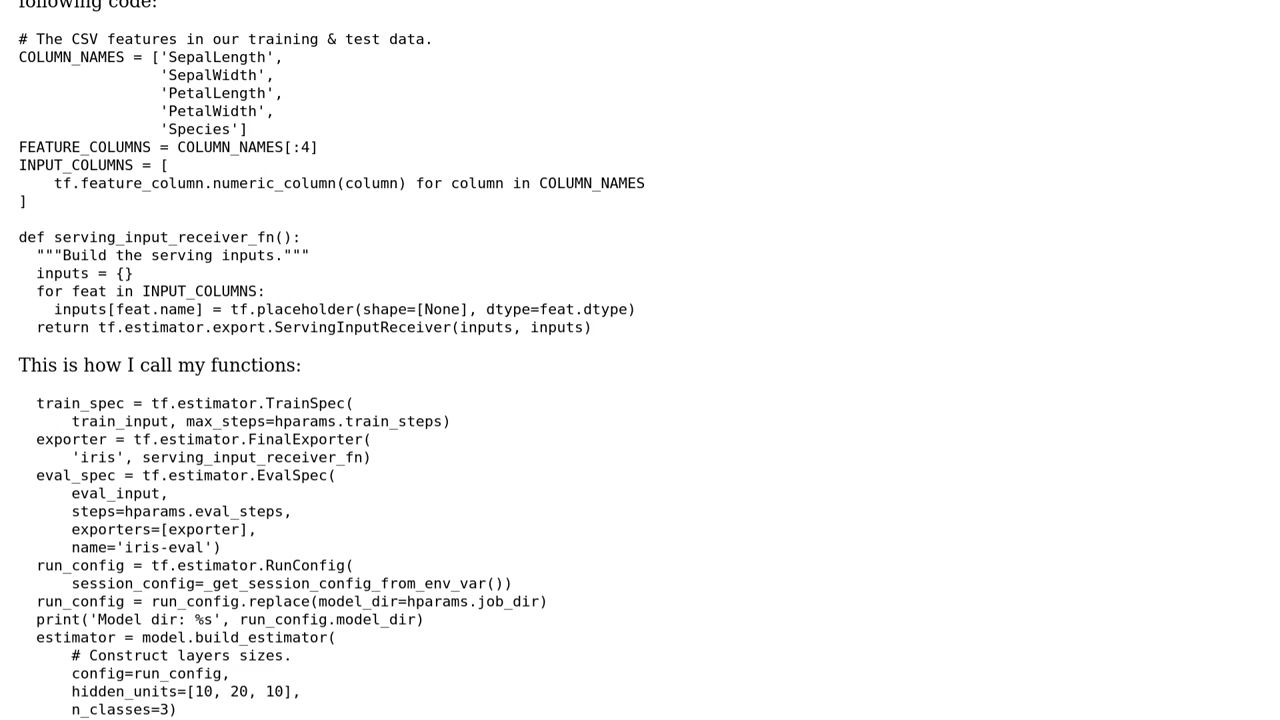 following code:
# The CSV features in our training & test data.
COLUMN_NAMES = ['SepalLength',
                'SepalWidth',
                'PetalLength',
                'PetalWidth',
                'Species']
FEATURE_COLUMNS = COLUMN_NAMES[:4]
INPUT_COLUMNS = [
    tf.feature_column.numeric_column(column) for column in COLUMN_NAMES
]
def serving_input_receiver_fn():
  """Build the serving inputs."""
  inputs = {}
  for feat in INPUT_COLUMNS:
    inputs[feat.name] = tf.placeholder(shape=[None], dtype=feat.dtype)
  return tf.estimator.export.ServingInputReceiver(inputs, inputs)
This is how I call my functions:
  train_spec = tf.estimator.TrainSpec(
      train_input, max_steps=hparams.train_steps)
  exporter = tf.estimator.FinalExporter(
      'iris', serving_input_receiver_fn)
  eval_spec = tf.estimator.EvalSpec(
      eval_input,
      steps=hparams.eval_steps,
      exporters=[exporter],
      name='iris-eval')
  run_config = tf.estimator.RunConfig(
      session_config=_get_session_config_from_env_var())
  run_config = run_config.replace(model_dir=hparams.job_dir)
  print('Model dir: %s', run_config.model_dir)
  estimator = model.build_estimator(
      # Construct layers sizes.
      config=run_config,
      hidden_units=[10, 20, 10],
      n_classes=3)